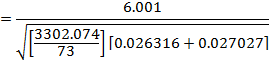 = 6.001 / √([3302.074 / 73] [0.026316 + 0.027027])